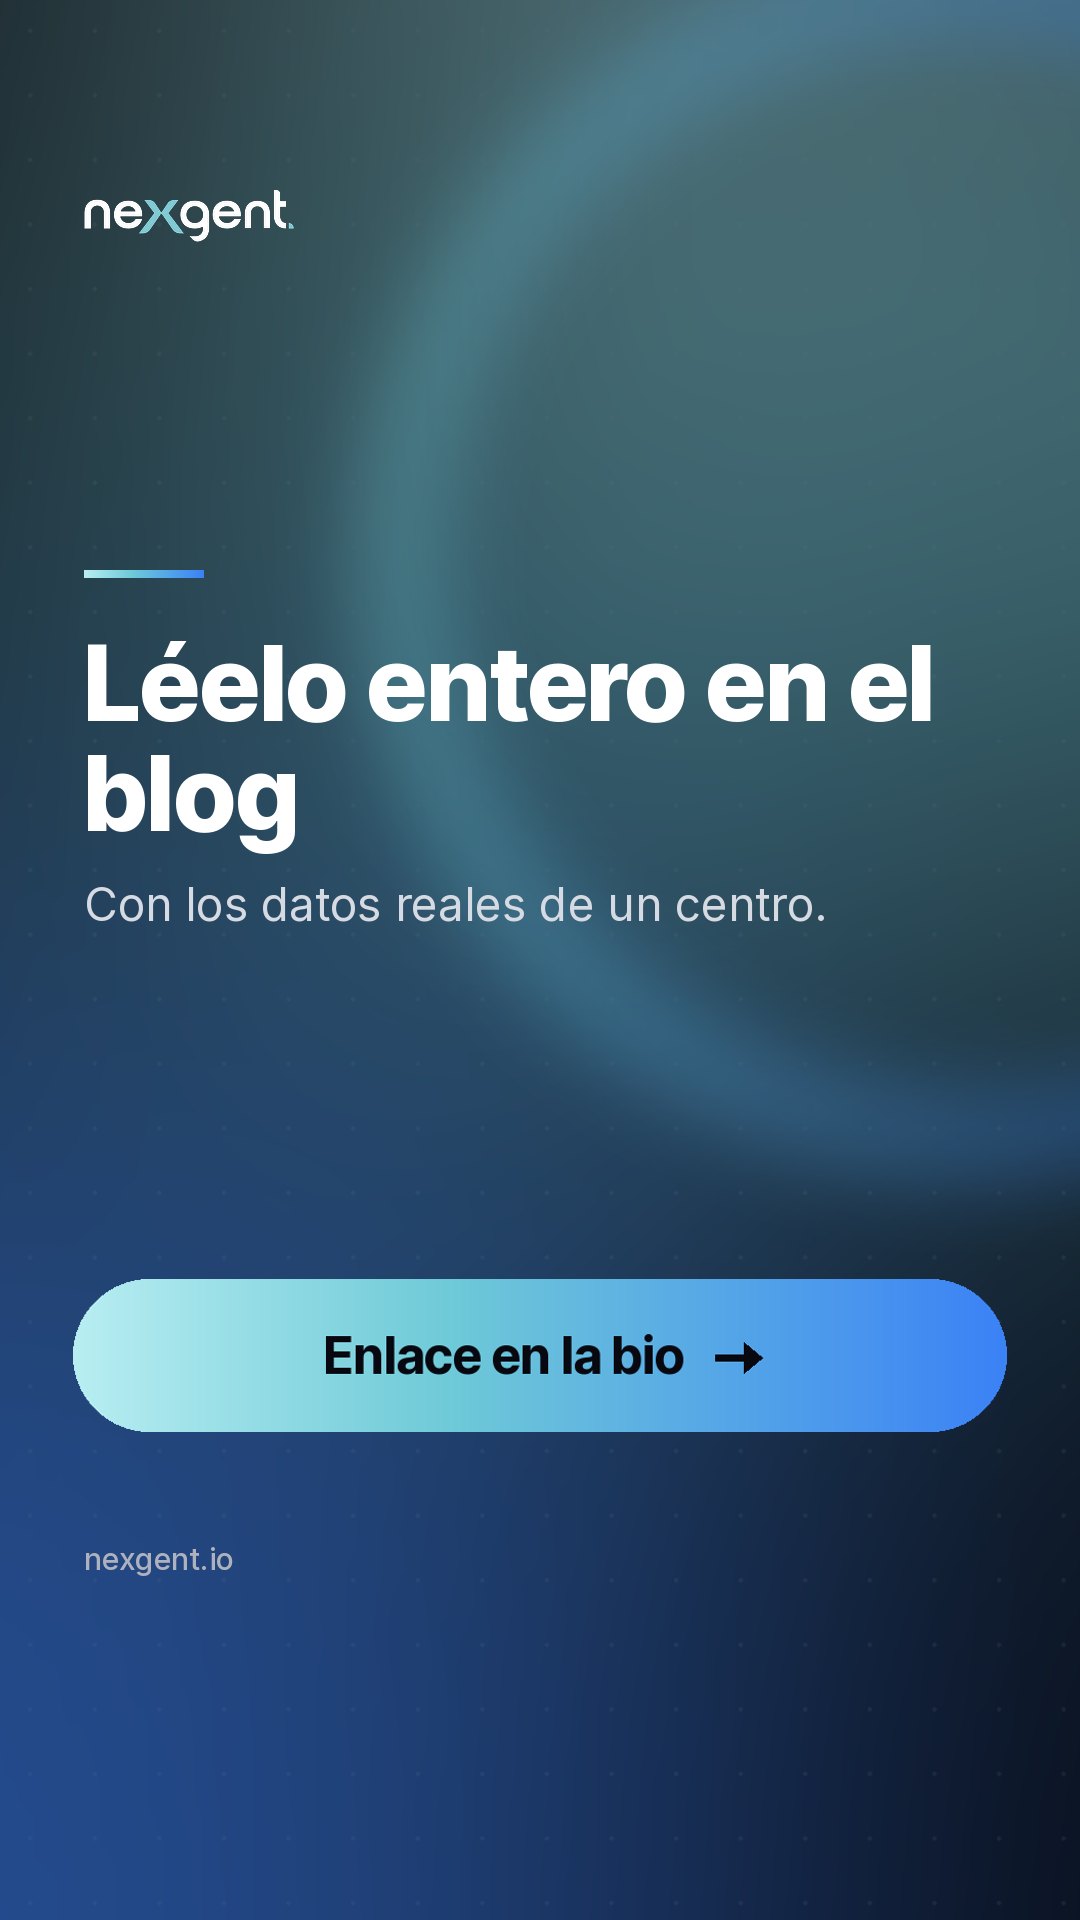 nexgent.
Léelo entero en el
blog
Con los datos reales de un centro.
Enlace en la bio →
nexgent.io